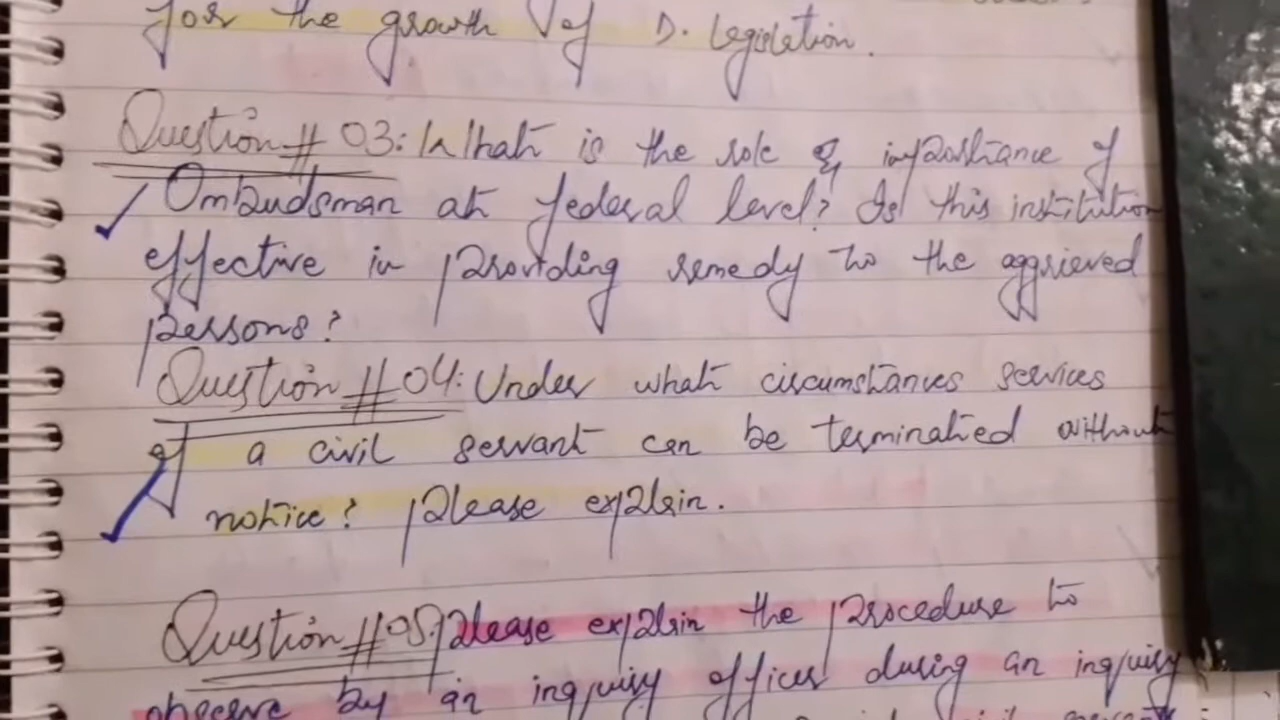 for the growth of D. Legislation.
Question # 03: What is the role & importance of
Ombudsman at federal level? Is this institution
effective in providing remedy to the aggrieved
persons?
Question # 04: Under what circumstances services
of a civil servant can be terminated without
notice? please explain.
Question # 05: please explain the procedure to
observe by an inquiry officer during an inquiry